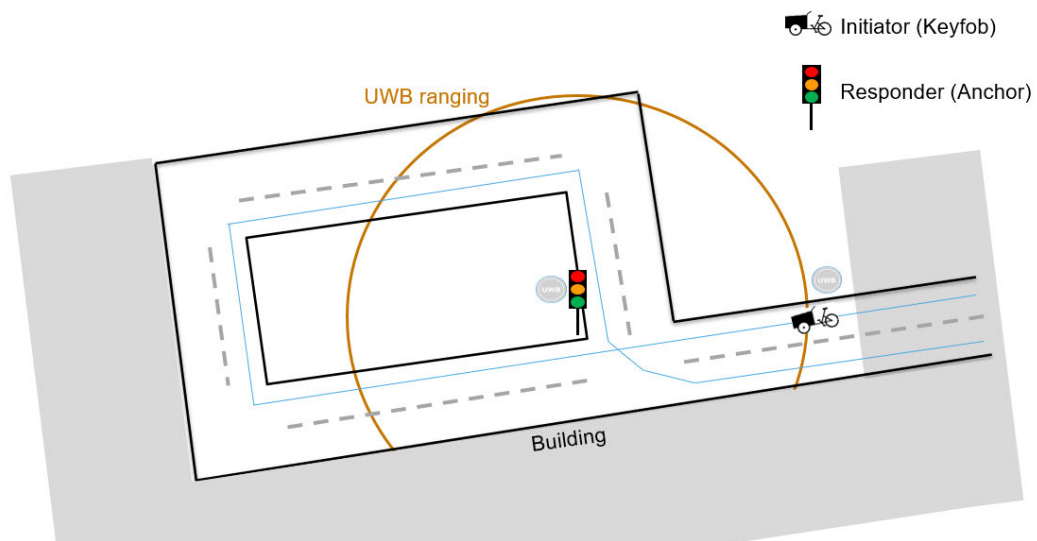 Initiator (Keyfob)
Responder (Anchor)
UWB ranging
UWB
UWB
Building